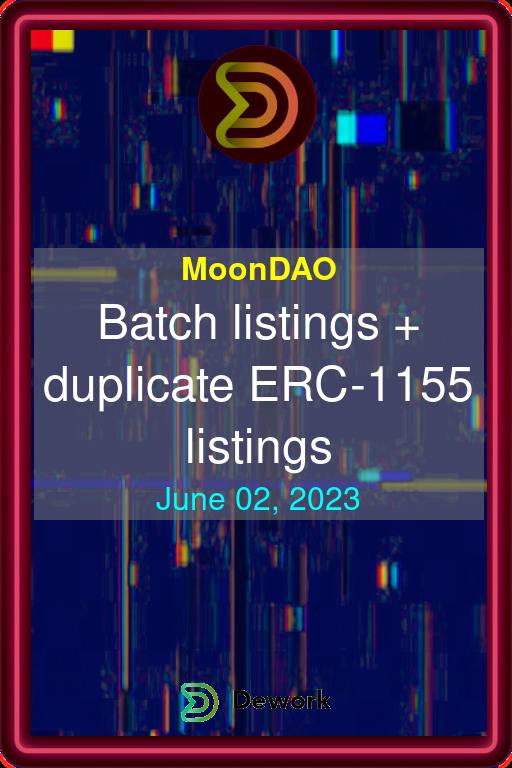 MoonDAO
Batch listings +
duplicate ERC-1155
listings
June 02, 2023
Dework